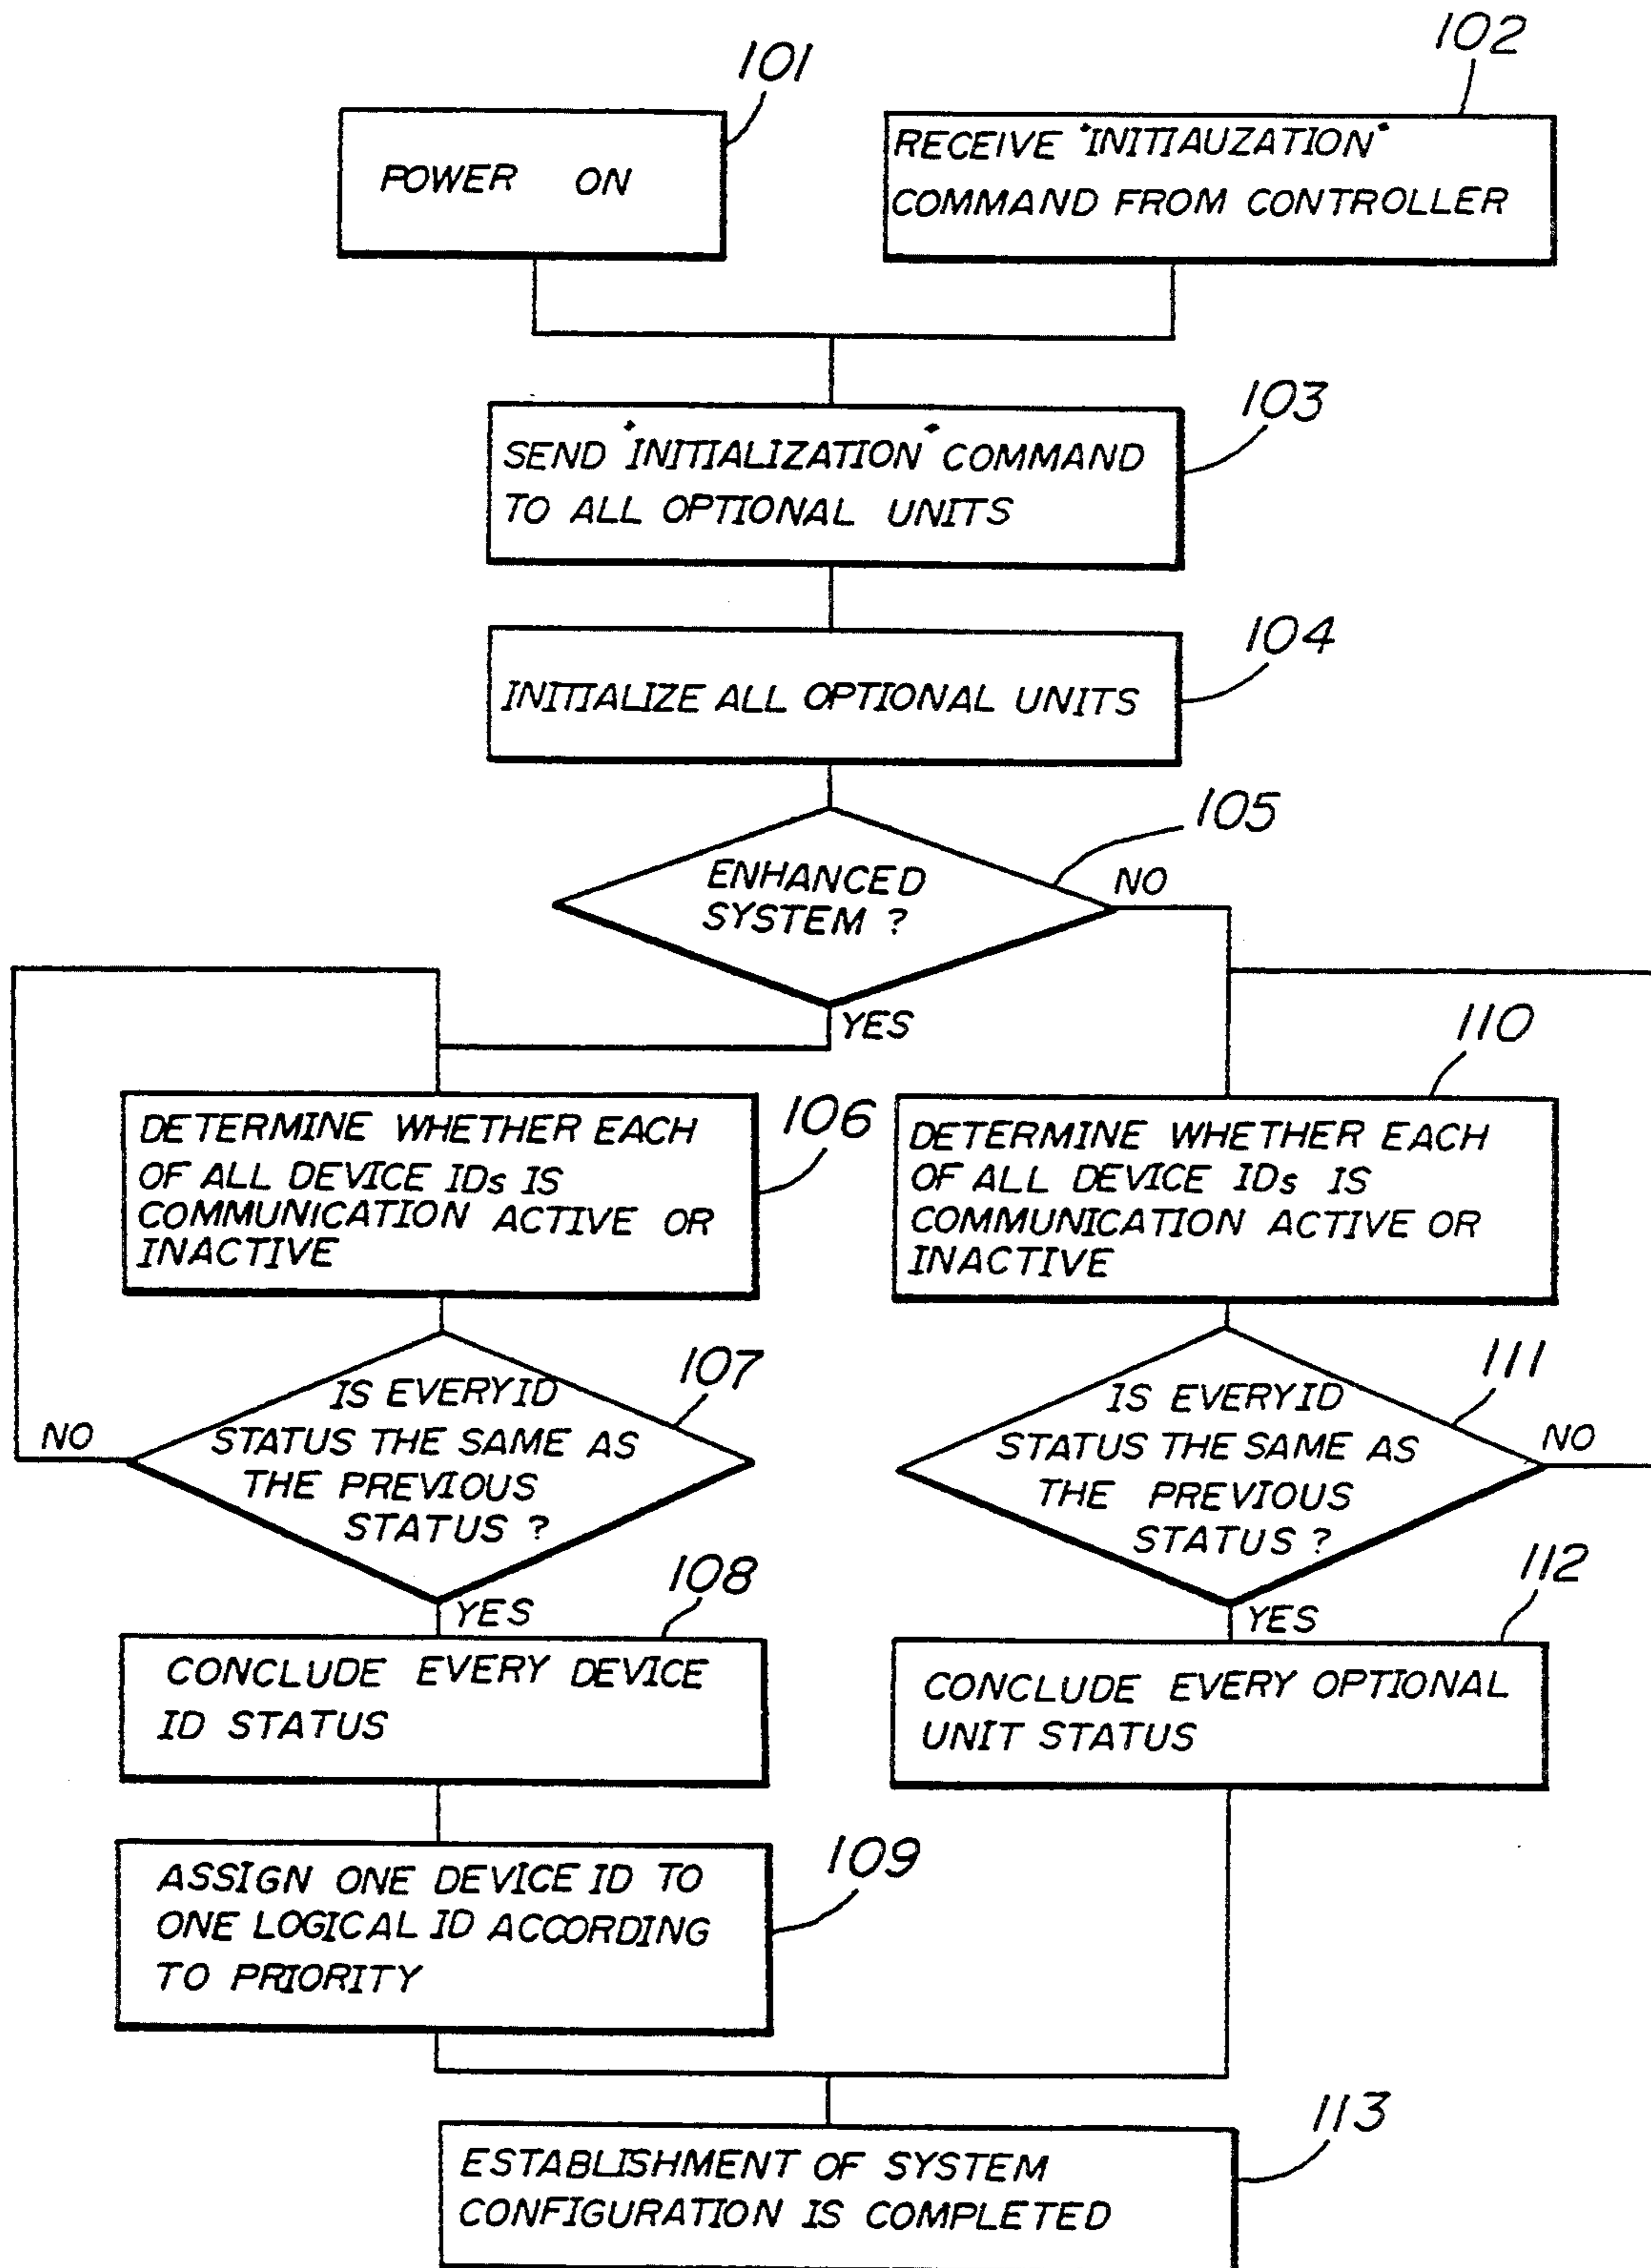 101
POWER ON
102
RECEIVE "INITIAUZATION"
COMMAND FROM CONTROLLER
103
SEND "INITIALIZATION" COMMAND
TO ALL OPTIONAL UNITS
104
INITIALIZE ALL OPTIONAL UNITS
105
ENHANCED
SYSTEM ?
NO
YES
106
DETERMINE WHETHER EACH
OF ALL DEVICE IDs IS
COMMUNICATION ACTIVE OR
INACTIVE
107
IS EVERY ID
STATUS THE SAME AS
THE PREVIOUS
STATUS ?
NO
YES
108
CONCLUDE EVERY DEVICE
ID STATUS
109
ASSIGN ONE DEVICE ID TO
ONE LOGICAL ID ACCORDING
TO PRIORITY
110
DETERMINE WHETHER EACH
OF ALL DEVICE IDs IS
COMMUNICATION ACTIVE OR
INACTIVE
111
IS EVERY ID
STATUS THE SAME AS
THE PREVIOUS
STATUS ?
NO
YES
112
CONCLUDE EVERY OPTIONAL
UNIT STATUS
113
ESTABLISHMENT OF SYSTEM
CONFIGURATION IS COMPLETED